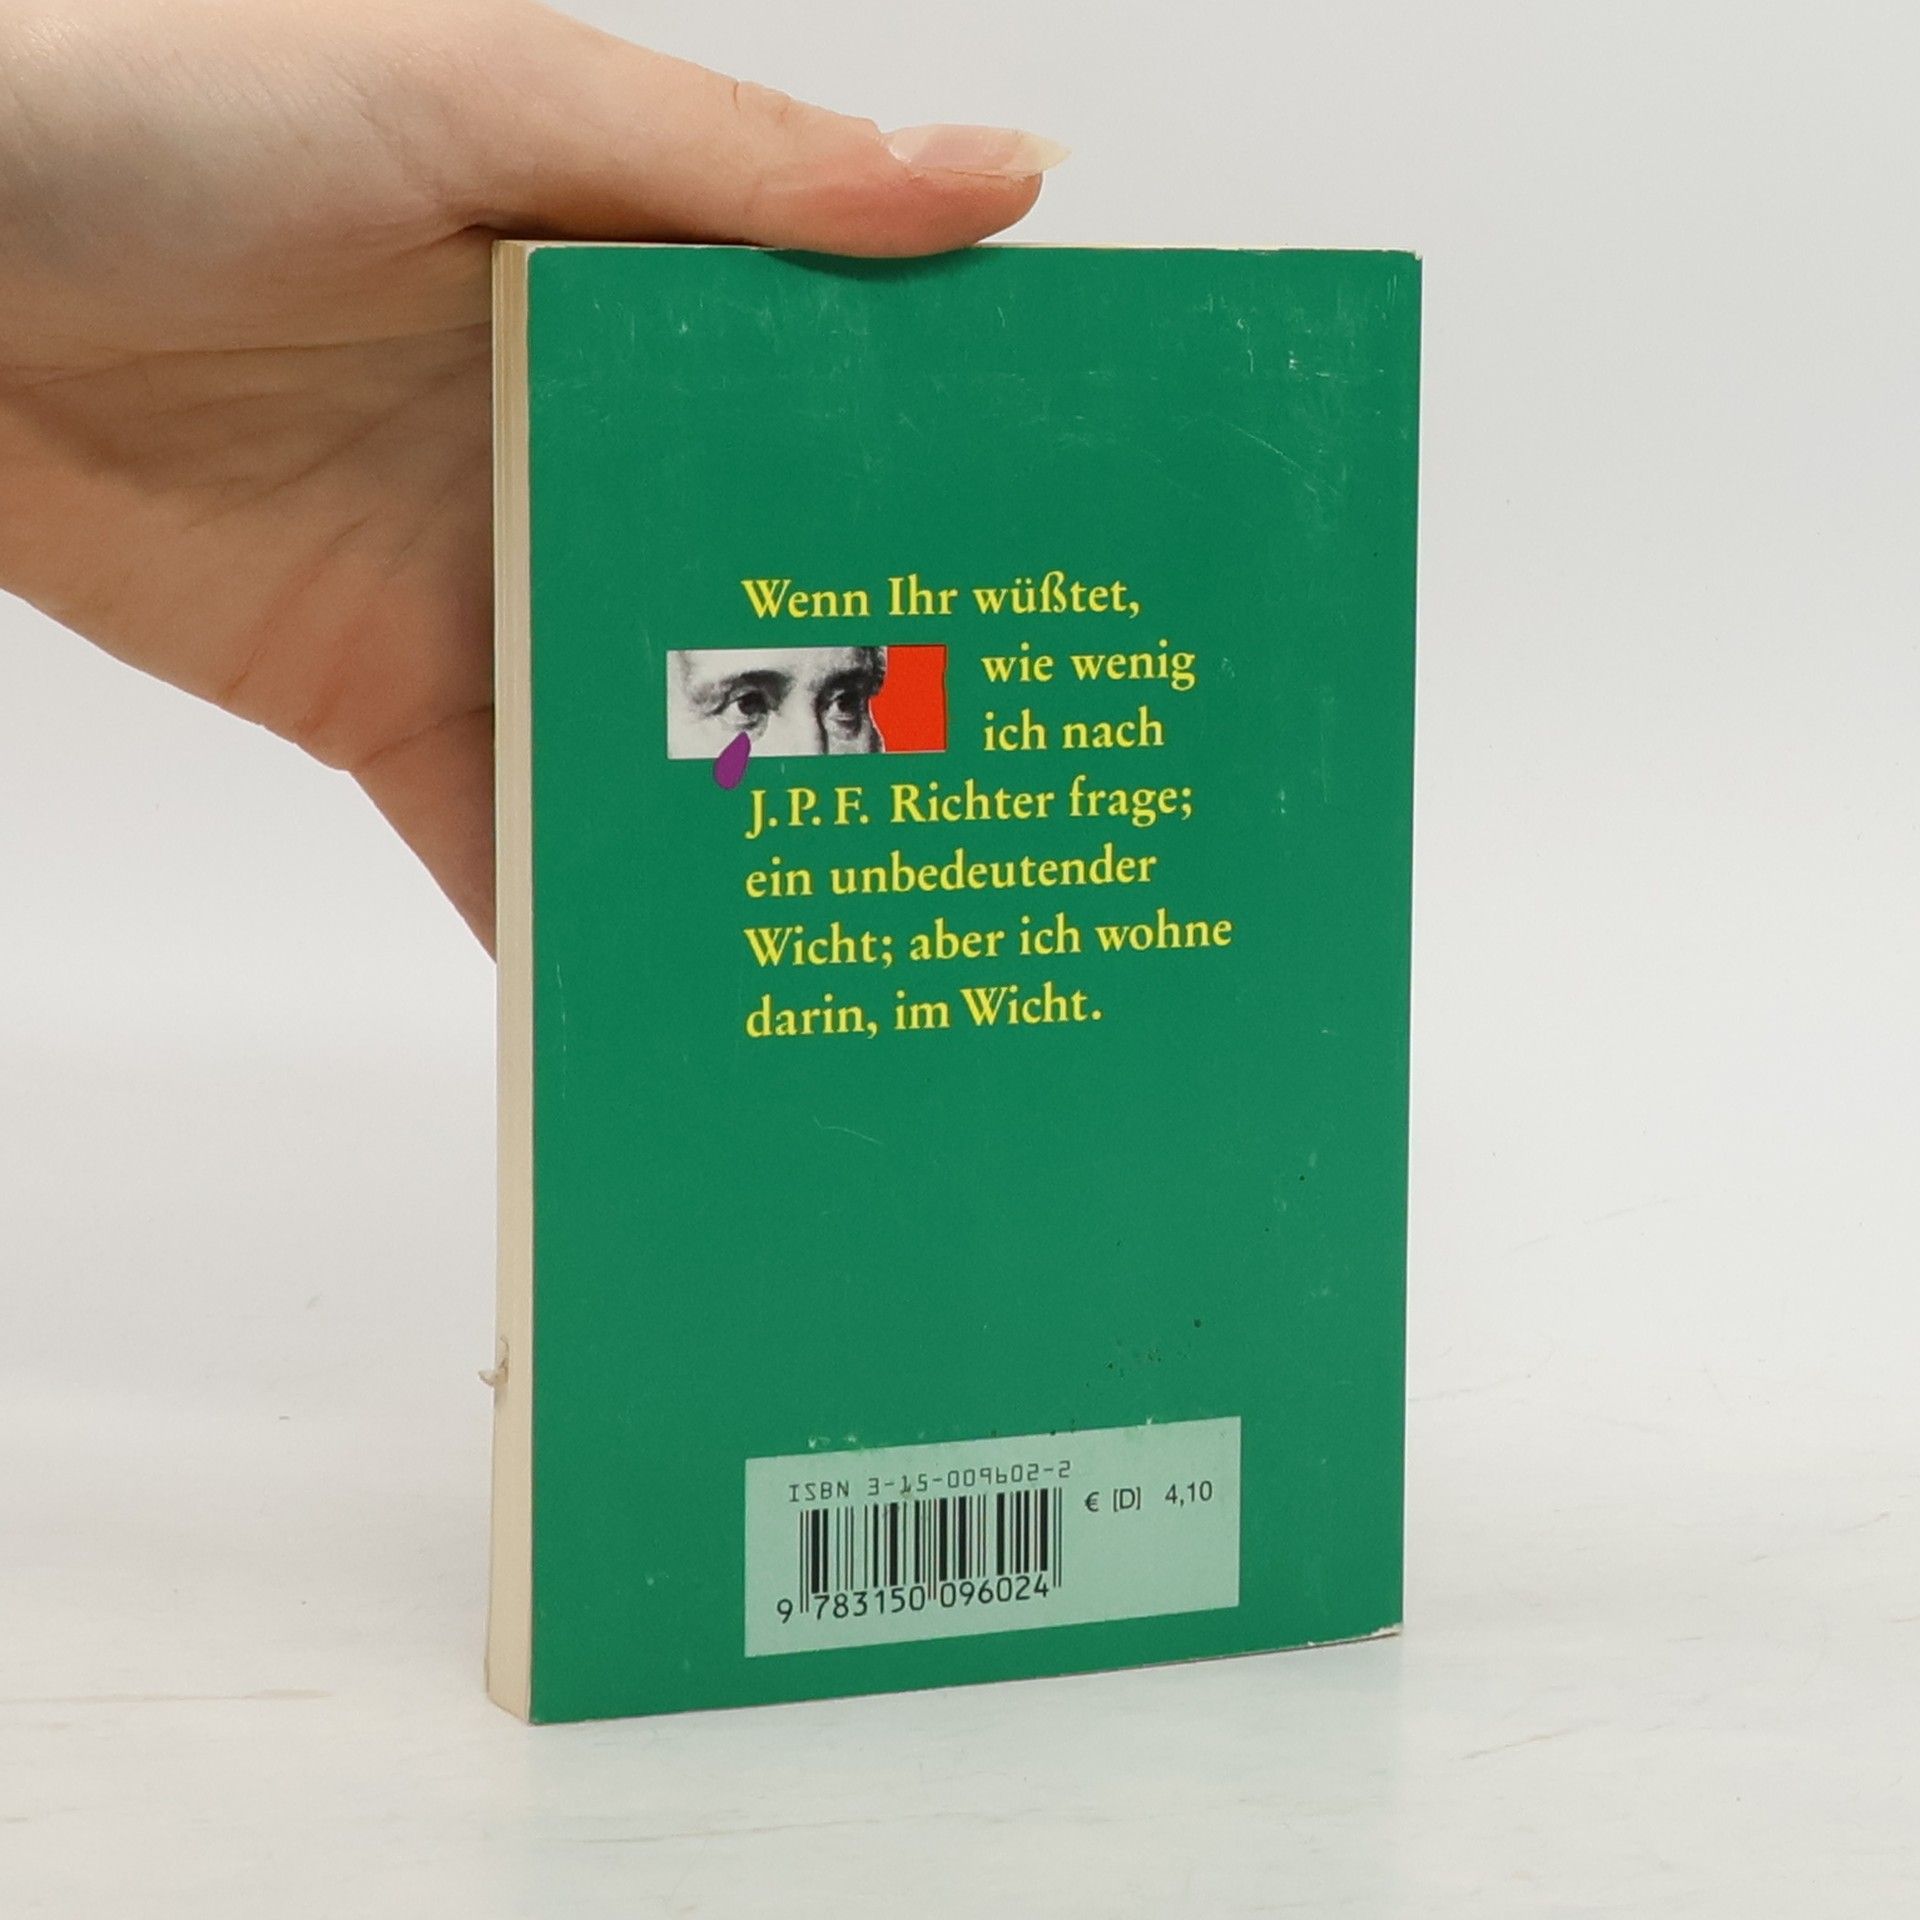 Wenn Ihr wüßtet,
wie wenig
ich nach
J. P. F. Richter frage;
ein unbedeutender
Wicht; aber ich wohne
darin, im Wicht.
ISBN 3-15-009602-2
€ [D] 4,10
9 783150 096024